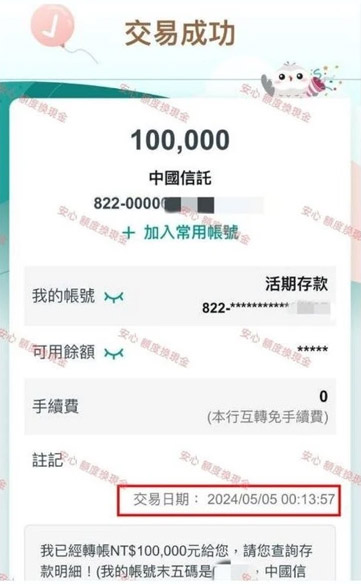 交易成功
100,000
中國信託
822-0000
+ 加入常用帳號
我的帳號
活期存款
822-************
可用餘額
*****
手續費
0
(本行互轉免手續費)
註記
交易日期： 2024/05/05 00:13:57
我已經轉帳NT$100,000元給您，請您查詢存
款明細！(我的帳號末五碼是
，中國信
安心 額度換現金